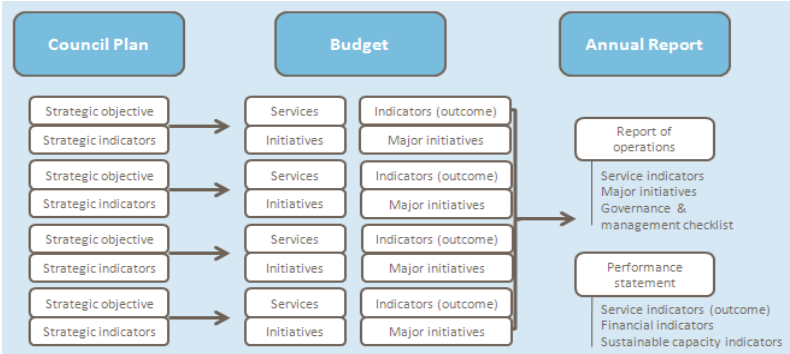 Council Plan
Budget
Annual Report
Strategic objective
Strategic indicators
Strategic objective
Strategic indicators
Strategic objective
Strategic indicators
Strategic objective
Strategic indicators
Services
Initiatives
Services
Initiatives
Services
Initiatives
Services
Initiatives
Indicators (outcome)
Major initiatives
Indicators (outcome)
Major initiatives
Indicators (outcome)
Major initiatives
Indicators (outcome)
Major initiatives
Report of
operations
Service indicators
Major initiatives
Governance &
management checklist
Performance
statement
Service indicators (outcome)
Financial indicators
Sustainable capacity indicators